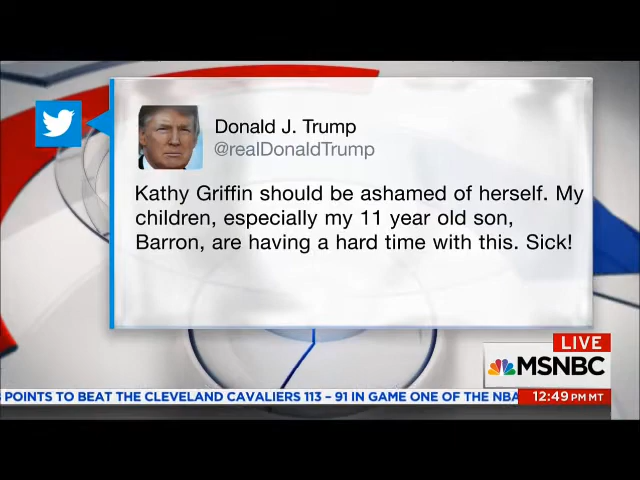 Donald J. Trump
@realDonaldTrump
Kathy Griffin should be ashamed of herself. My
children, especially my 11 year old son,
Barron, are having a hard time with this. Sick!
LIVE
MSNBC
POINTS TO BEAT THE CLEVELAND CAVALIERS 113 – 91 IN GAME ONE OF THE NBA
12:49 PM MT